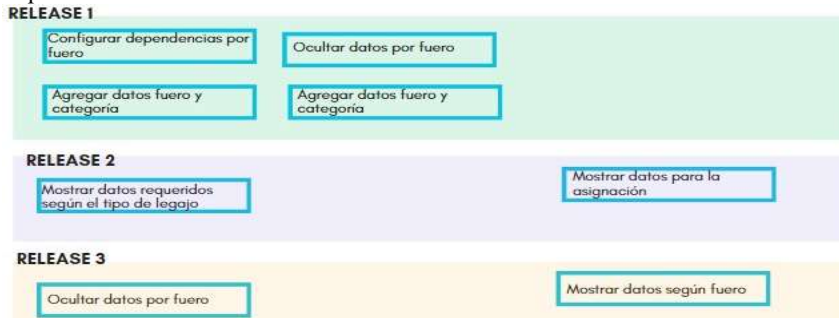 RELEASE 1
Configurar dependencias por
fuero
Ocultar datos por fuero
Agregar datos fuero y
categoría
Agregar datos fuero y
categoría
RELEASE 2
Mostrar datos requeridos
según el tipo de legajo
Mostrar datos para la
asignación
RELEASE 3
Ocultar datos por fuero
Mostrar datos según fuero